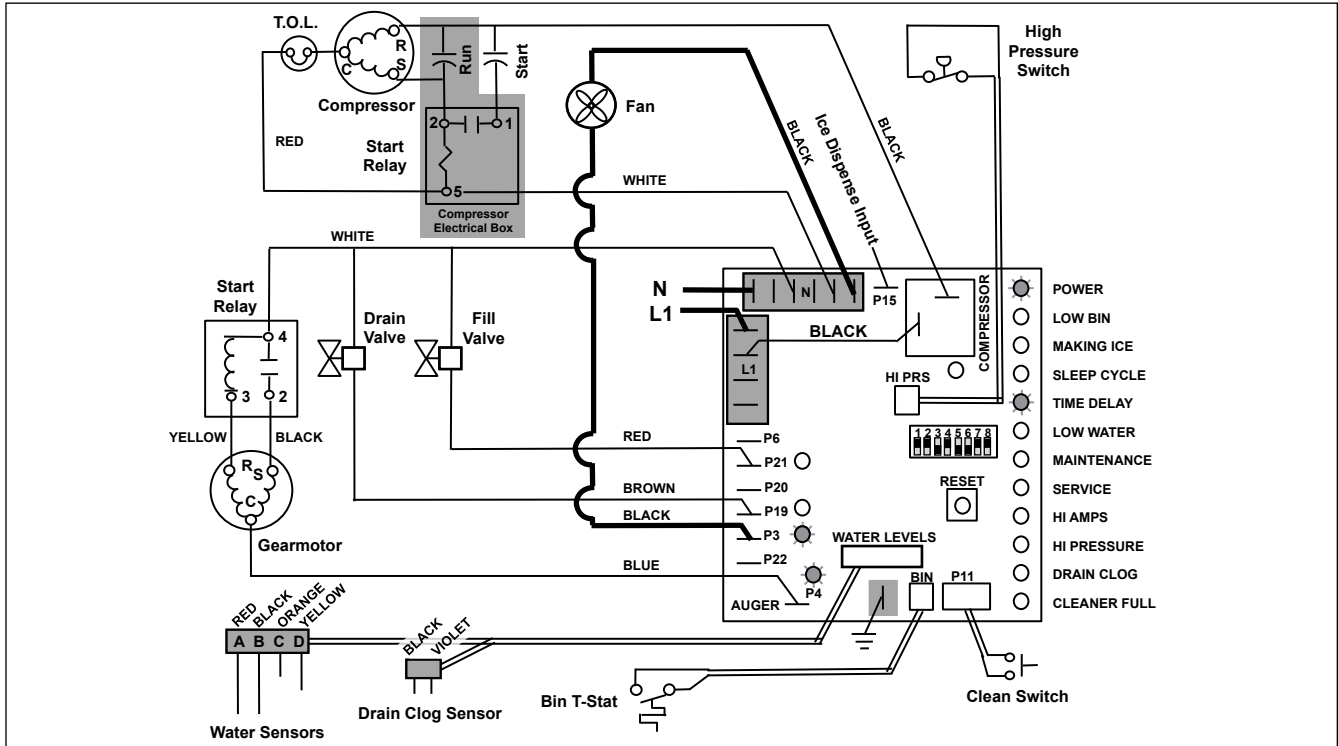 T.O.L.
R
S
C
Compressor
Run
Start
2
1
Start
Relay
5
Compressor
Electrical Box
RED
WHITE
Fan
BLACK
Ice Dispense Input
BLACK
High
Pressure
Switch
WHITE
Start
Relay
4
3
2
YELLOW
BLACK
R
S
C
Gearmotor
Drain
Valve
Fill
Valve
N
L1
N
P15
COMPRESSOR
BLACK
L1
HI PRS
1 2 3 4 5 6 7 8
RESET
RED
BROWN
BLACK
BLUE
P6
P21
P20
P19
P3
P22
P4
AUGER
WATER LEVELS
BIN
P11
POWER
LOW BIN
MAKING ICE
SLEEP CYCLE
TIME DELAY
LOW WATER
MAINTENANCE
SERVICE
HI AMPS
HI PRESSURE
DRAIN CLOG
CLEANER FULL
RED
BLACK
ORANGE
YELLOW
A B C D
Water Sensors
BLACK
VIOLET
Drain Clog Sensor
Bin T-Stat
Clean Switch